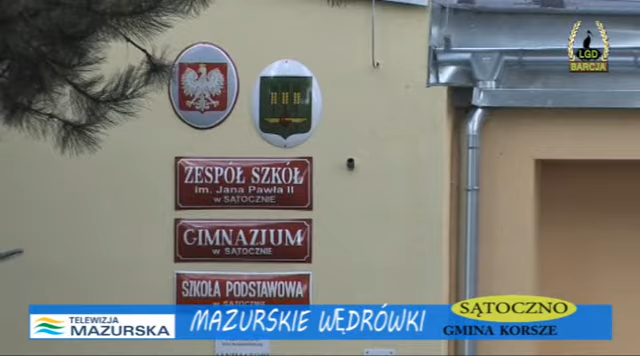 LGD
BARCJA
ZESPÓŁ SZKÓŁ
im. Jana Pawła II
w SĄTOCZNIE
GIMNAZJUM
w SĄTOCZNIE
SZKOŁA PODSTAWOWA
w SĄTOCZNIE
TELEWIZJA
MAZURSKA
MAZURSKIE WĘDRÓWKI
SĄTOCZNO
GMINA KORSZE